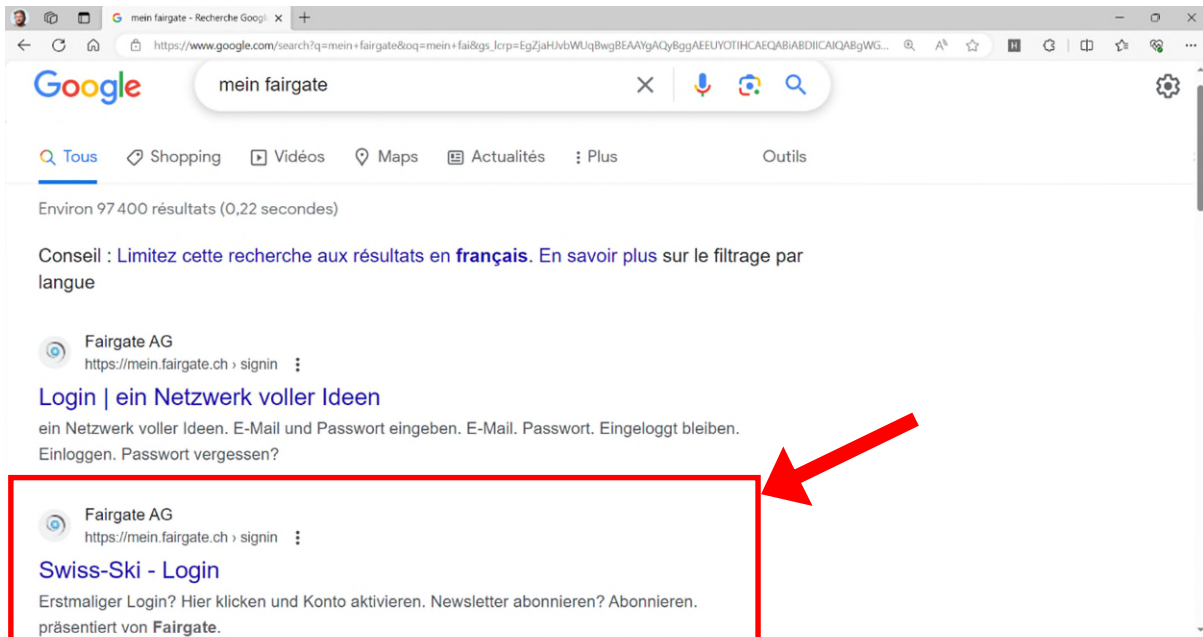 mein fairgate - Recherche Googl
https://www.google.com/search?q=mein+fairgate&oq=mein+fai&gs_lcrp=EgZjaHJvbWUqBwgBEAAYgAQyBggAEEUYOTIHCAEQABiABDIICAIQABgWG...
Google
mein fairgate
Tous Shopping Vidéos Maps Actualités Plus Outils
Environ 97 400 résultats (0,22 secondes)
Conseil : Limitez cette recherche aux résultats en français. En savoir plus sur le filtrage par
langue
Fairgate AG
https://mein.fairgate.ch › signin
Login | ein Netzwerk voller Ideen
ein Netzwerk voller Ideen. E-Mail und Passwort eingeben. E-Mail. Passwort. Eingeloggt bleiben.
Einloggen. Passwort vergessen?
Fairgate AG
https://mein.fairgate.ch › signin
Swiss-Ski - Login
Erstmaliger Login? Hier klicken und Konto aktivieren. Newsletter abonnieren? Abonnieren.
präsentiert von Fairgate.